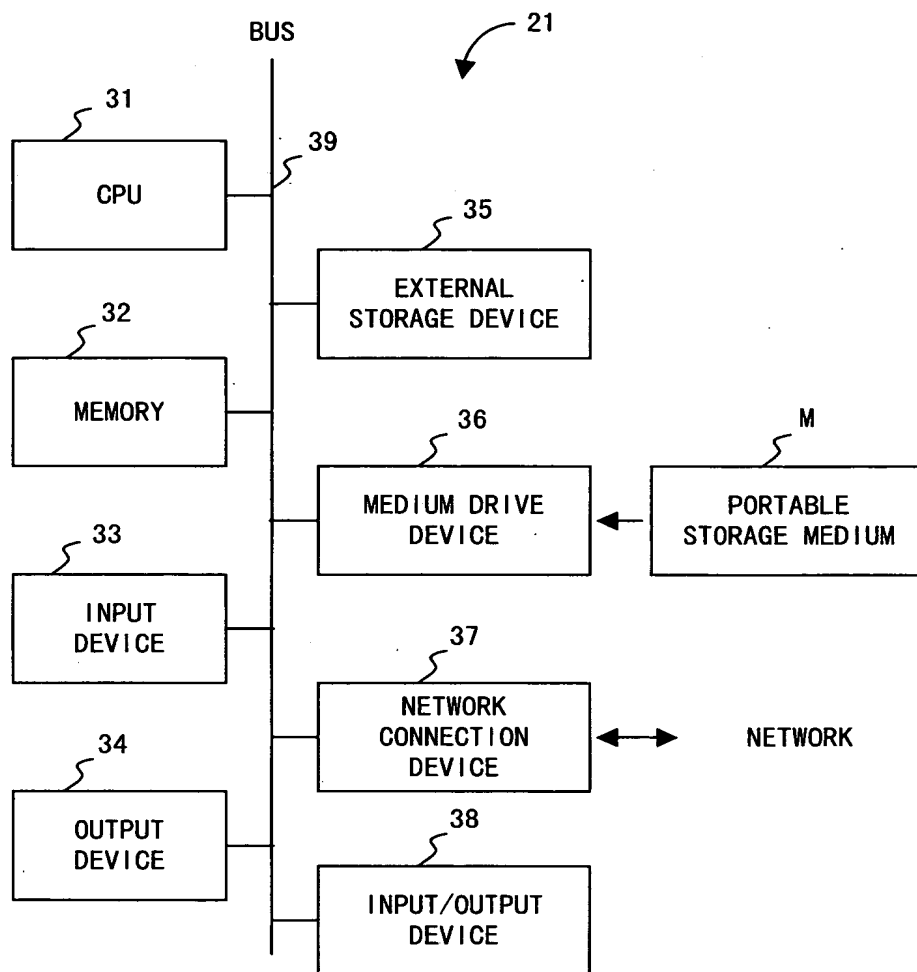 BUS
21
31
CPU
39
35
EXTERNAL
STORAGE DEVICE
32
MEMORY
36
MEDIUM DRIVE
DEVICE
M
PORTABLE
STORAGE MEDIUM
33
INPUT
DEVICE
37
NETWORK
CONNECTION
DEVICE
NETWORK
34
OUTPUT
DEVICE
38
INPUT/OUTPUT
DEVICE